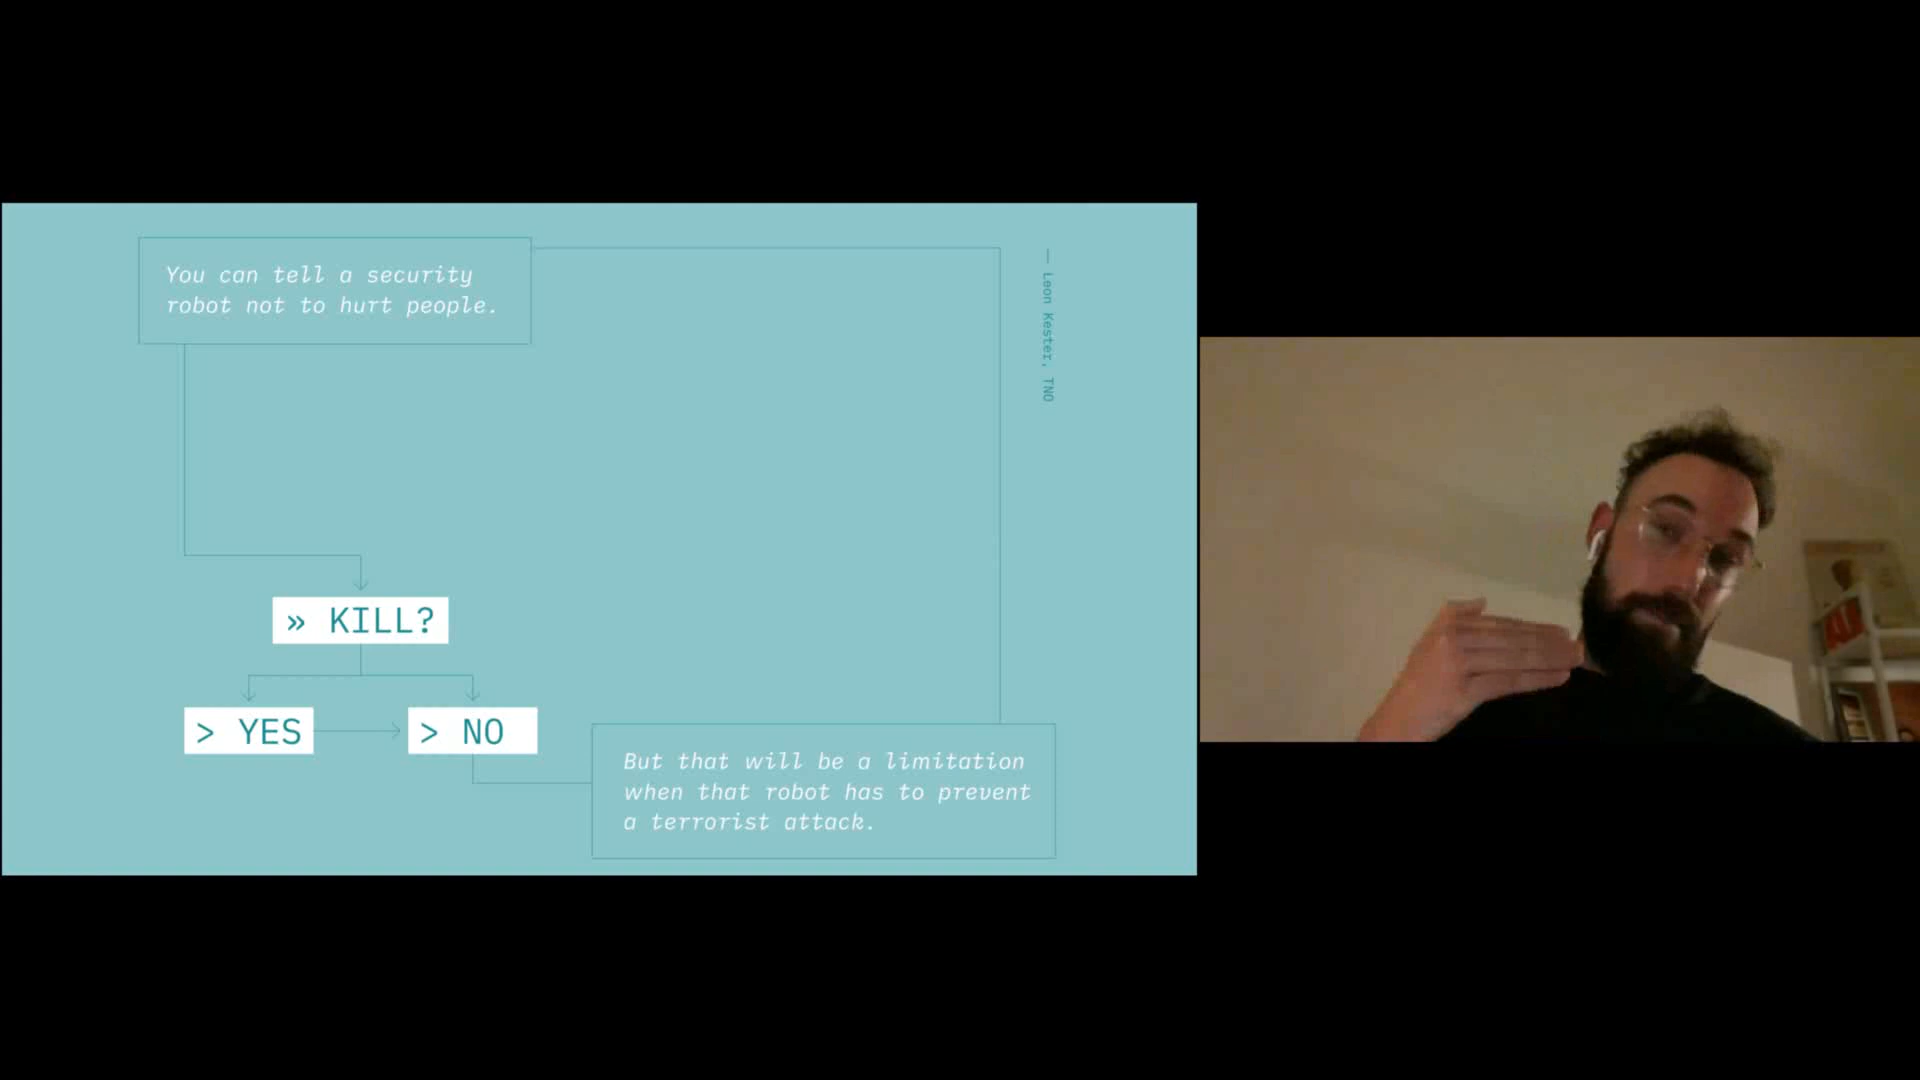 You can tell a security
robot not to hurt people.
— Leon Kester, TNO
» KILL?
> YES
> NO
But that will be a limitation
when that robot has to prevent
a terrorist attack.